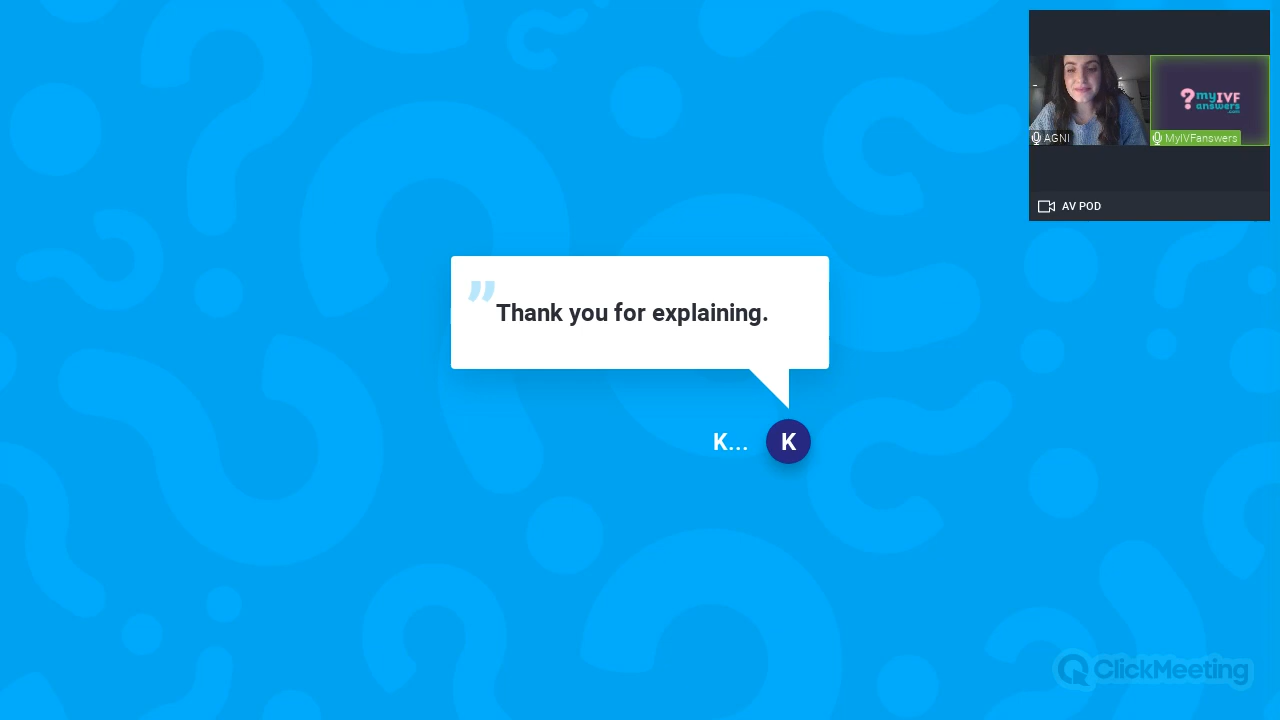 ? myIVF
answers
AGNI
MyIVFanswers
AV POD
” Thank you for explaining.
K... K
ClickMeeting